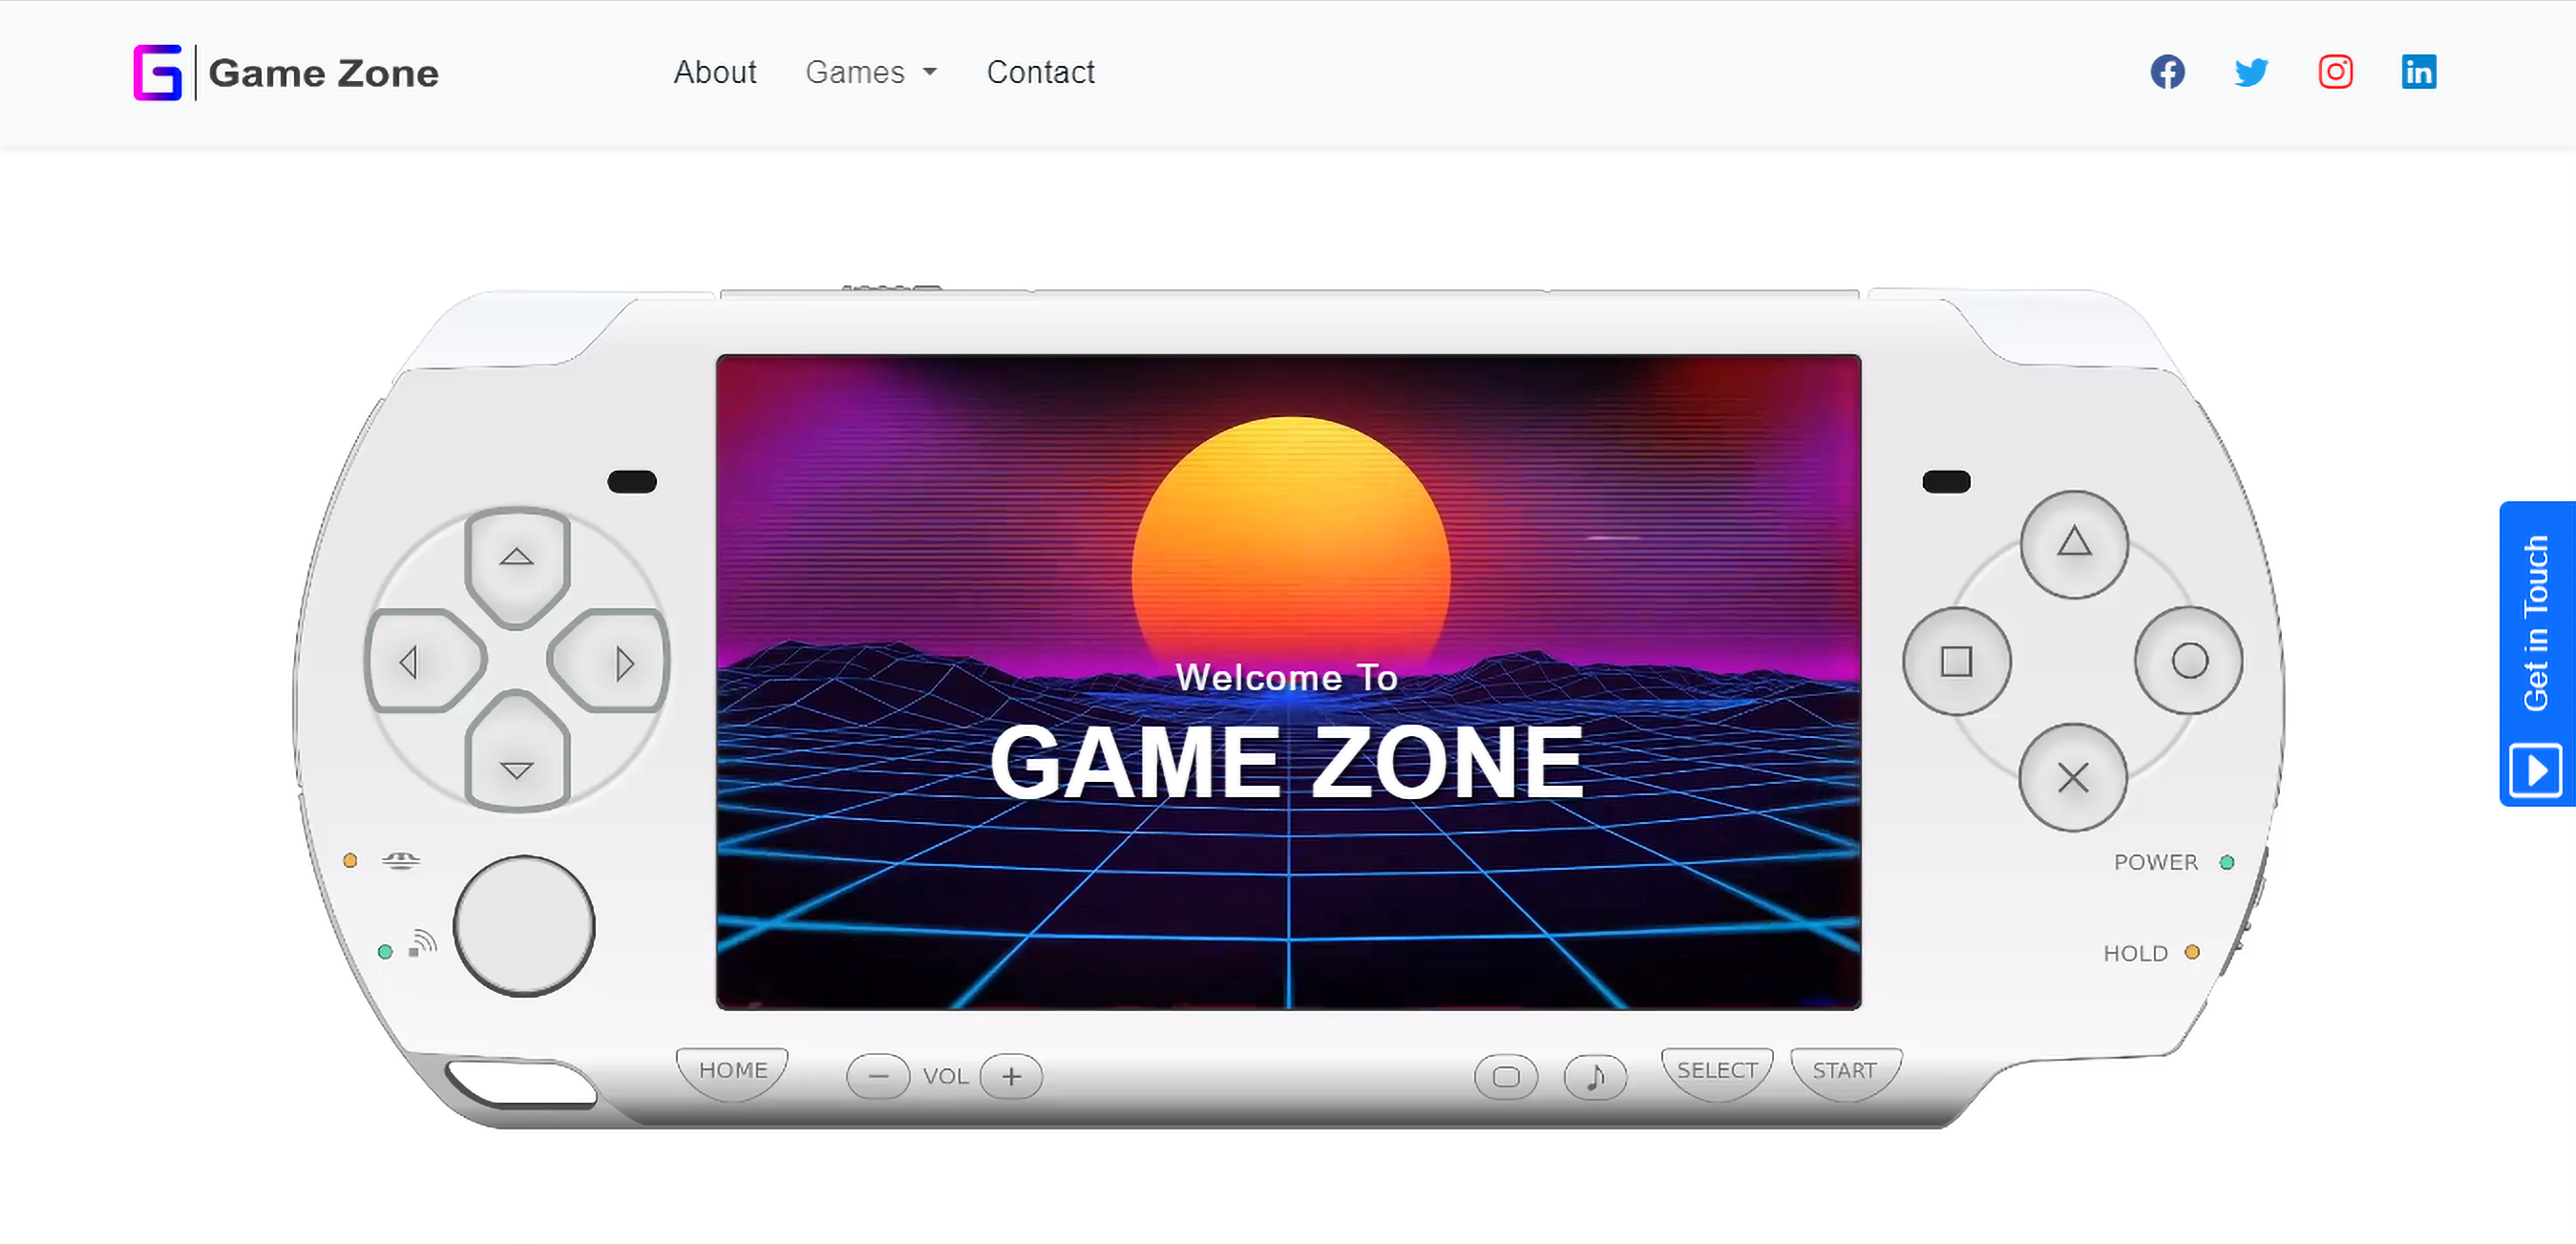 Game Zone
About
Games
Contact
Welcome To
GAME ZONE
Get in Touch
POWER
HOLD
HOME
VOL
SELECT
START